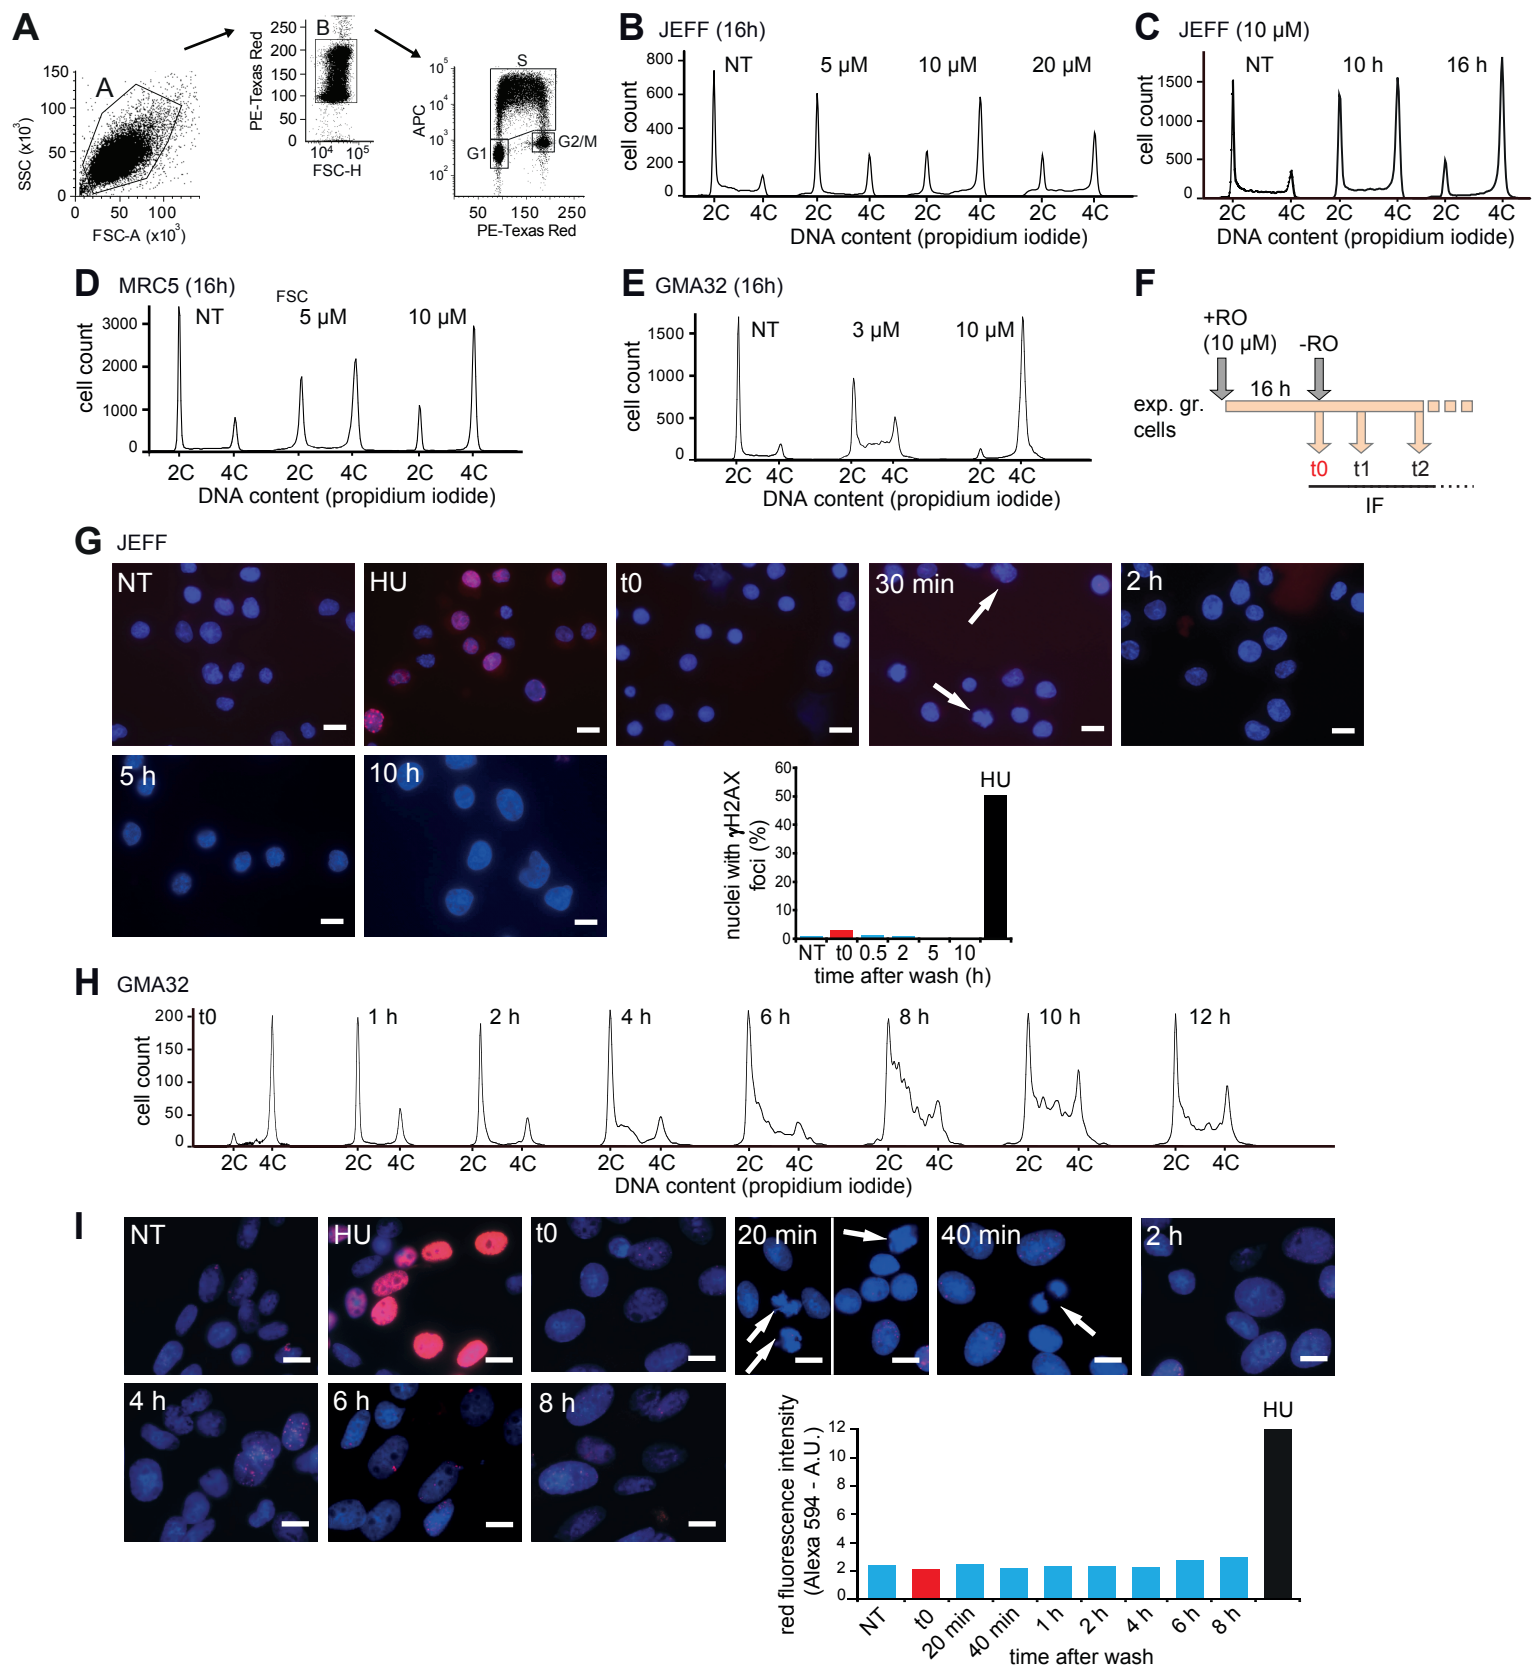 A
150
100
50
0
SSC (x10³)
A
0 50 100
FSC-A (x10³)
250
200
150
100
50
0
PE-Texas Red
B
10⁴ 10⁵
FSC-H
10⁵
10⁴
10³
10²
APC
S
G1
G2/M
50 150 250
PE-Texas Red
B JEFF (16h)
800
600
400
200
0
cell count
NT 5 µM 10 µM 20 µM
2C 4C 2C 4C 2C 4C 2C 4C
DNA content (propidium iodide)
C JEFF (10 µM)
1500
1000
500
0
cell count
NT 10 h 16 h
2C 4C 2C 4C 2C 4C
DNA content (propidium iodide)
D MRC5 (16h)
FSC
3000
2000
1000
0
cell count
NT 5 µM 10 µM
2C 4C 2C 4C 2C 4C
DNA content (propidium iodide)
E GMA32 (16h)
1500
1000
500
0
cell count
NT 3 µM 10 µM
2C 4C 2C 4C 2C 4C
DNA content (propidium iodide)
F
+RO
(10 µM) -RO
16 h
exp. gr.
cells
t0 t1 t2
IF
G JEFF
NT HU t0 30 min 2 h
5 h 10 h
60
50
40
30
20
10
0
nuclei with γH2AX
foci (%)
HU
NT t0 0.5 2 5 10
time after wash (h)
H GMA32
200
150
100
50
0
cell count
t0 1 h 2 h 4 h 6 h 8 h 10 h 12 h
2C 4C 2C 4C 2C 4C 2C 4C 2C 4C 2C 4C 2C 4C 2C 4C
DNA content (propidium iodide)
I
NT HU t0 20 min 40 min 2 h
4 h 6 h 8 h
12
10
8
6
4
2
0
red fluorescence intensity
(Alexa 594 - A.U.)
HU
NT t0 20 min 40 min 1 h 2 h 4 h 6 h 8 h
time after wash